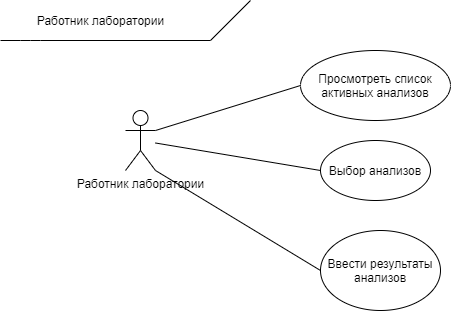 Работник лаборатории
Просмотреть список
активных анализов
Выбор анализов
Работник лаборатории
Ввести результаты
анализов